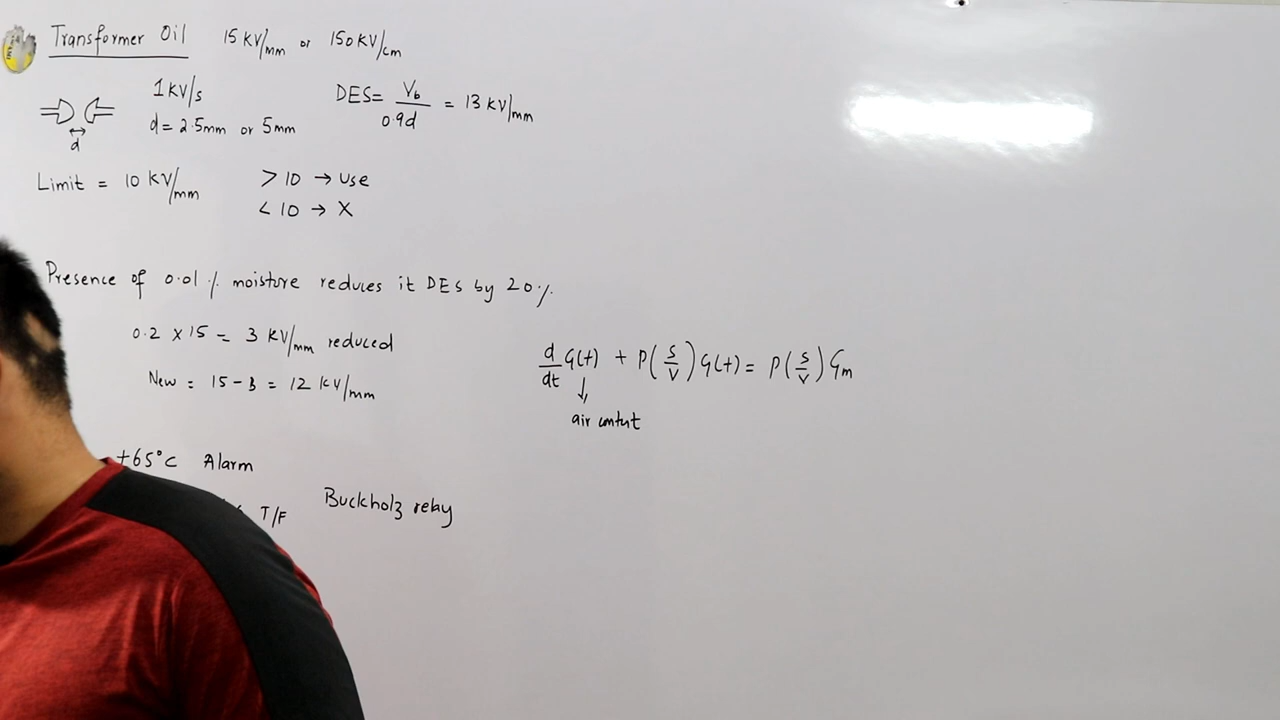 Transformer Oil 15 KV/mm or 150 KV/cm
1 KV/s
d = 2.5mm or 5mm
d
DES = Vb / 0.9d = 13 KV/mm
Limit = 10 KV/mm > 10 → use
< 10 → X
Presence of 0.01 % moisture reduces it DES by 20%.
0.2 × 15 = 3 KV/mm reduced
New = 15 - 3 = 12 KV/mm
d/dt G(t) + P(S/V) G(t) = P(S/V) Gm
↓
air contut
+65°C Alarm
T/F Buckholz relay